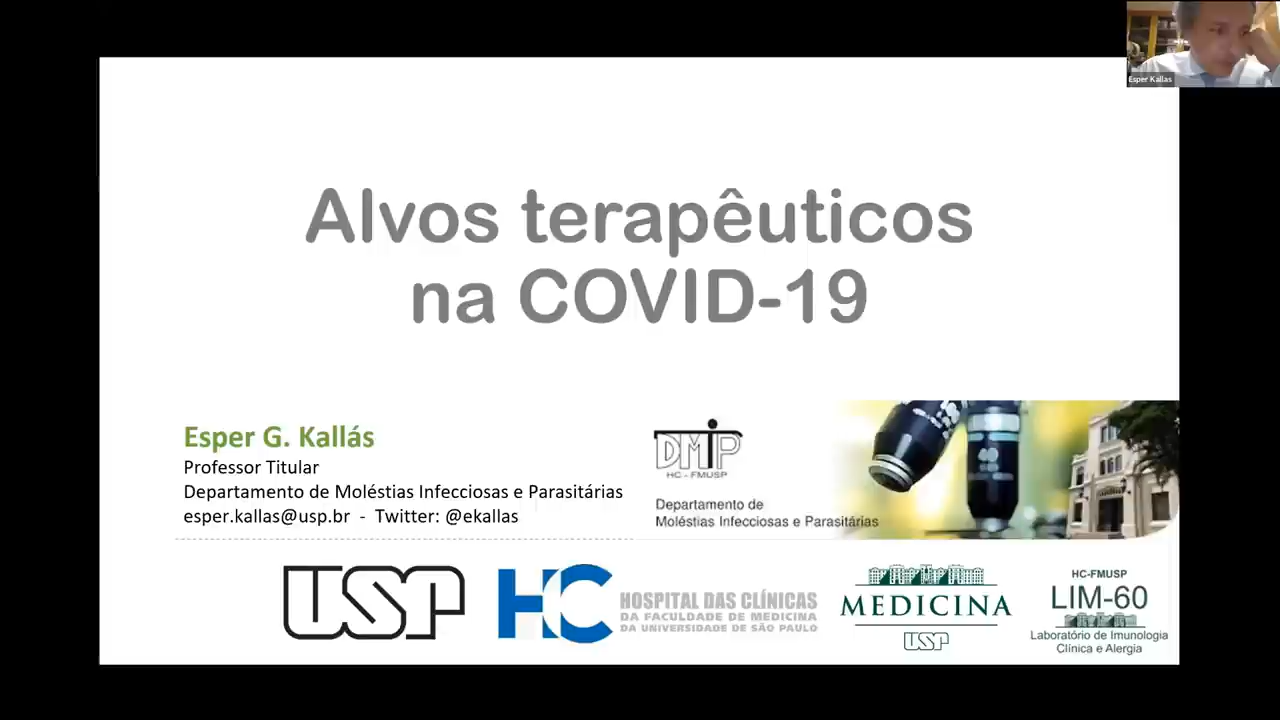 Esper Kallas
Alvos terapêuticos
na COVID-19
Esper G. Kallás
Professor Titular
Departamento de Moléstias Infecciosas e Parasitárias
esper.kallas@usp.br - Twitter: @ekallas
DMIP
HC - FMUSP
Departamento de
Moléstias Infecciosas e Parasitárias
USP
HC
HOSPITAL DAS CLÍNICAS
DA FACULDADE DE MEDICINA
DA UNIVERSIDADE DE SÃO PAULO
MEDICINA
USP
HC-FMUSP
LIM-60
Laboratório de Imunologia
Clínica e Alergia